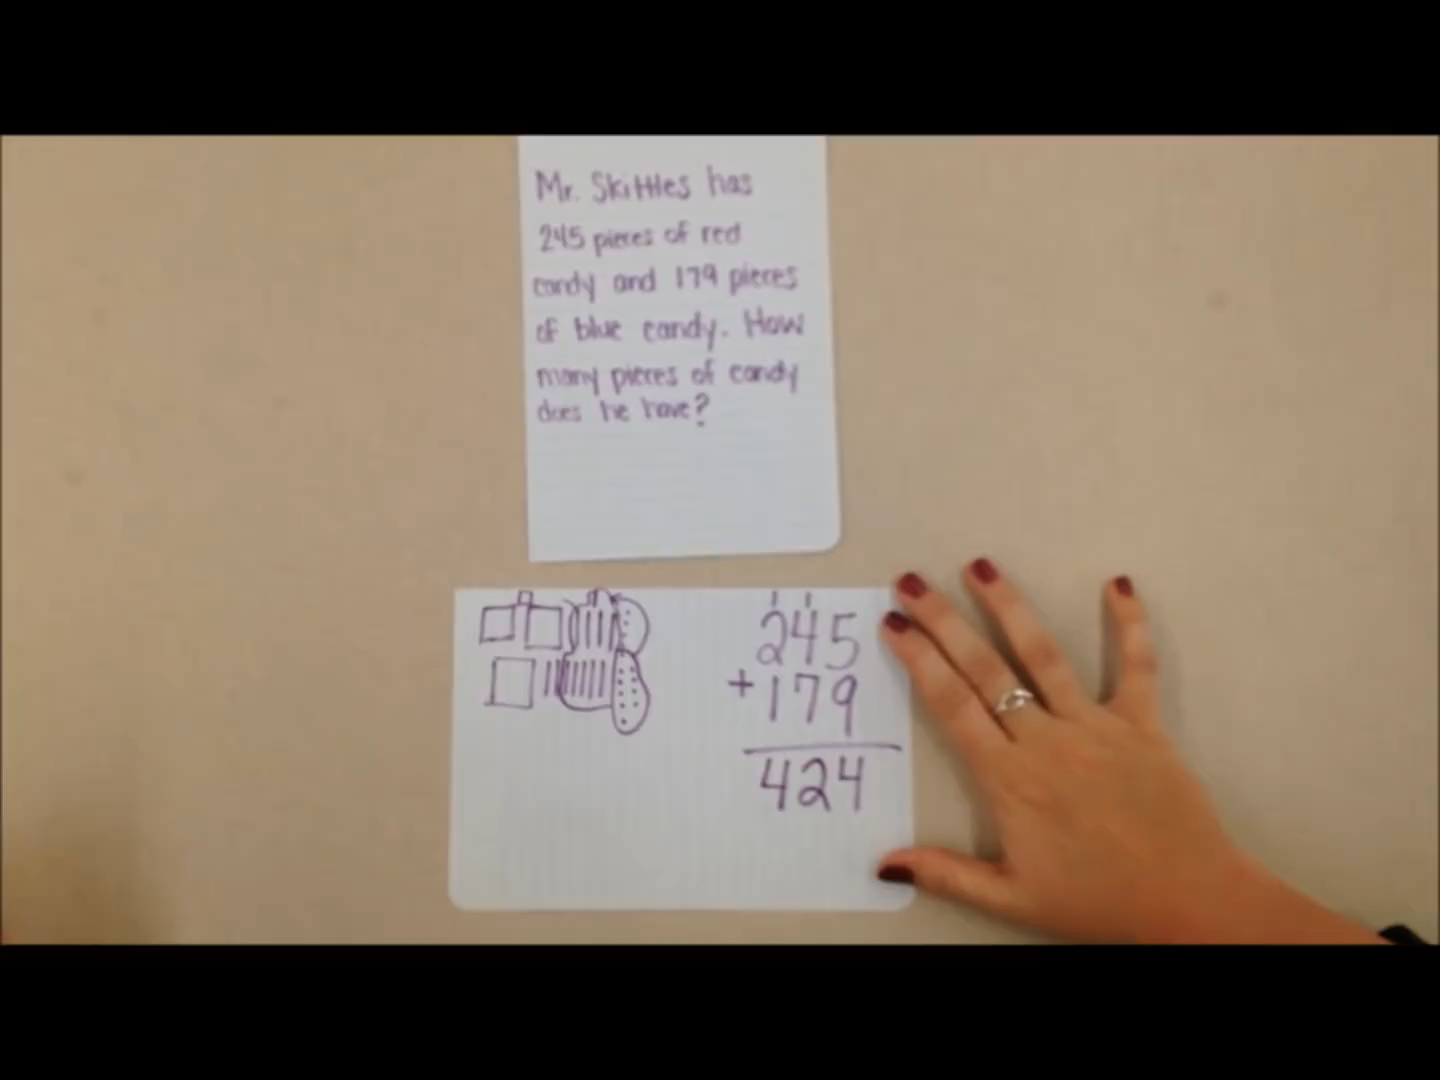 Mr. Skittles has
245 pieces of red
candy and 179 pieces
of blue candy. How
many pieces of candy
does he have?
1 1
245
+ 179
424